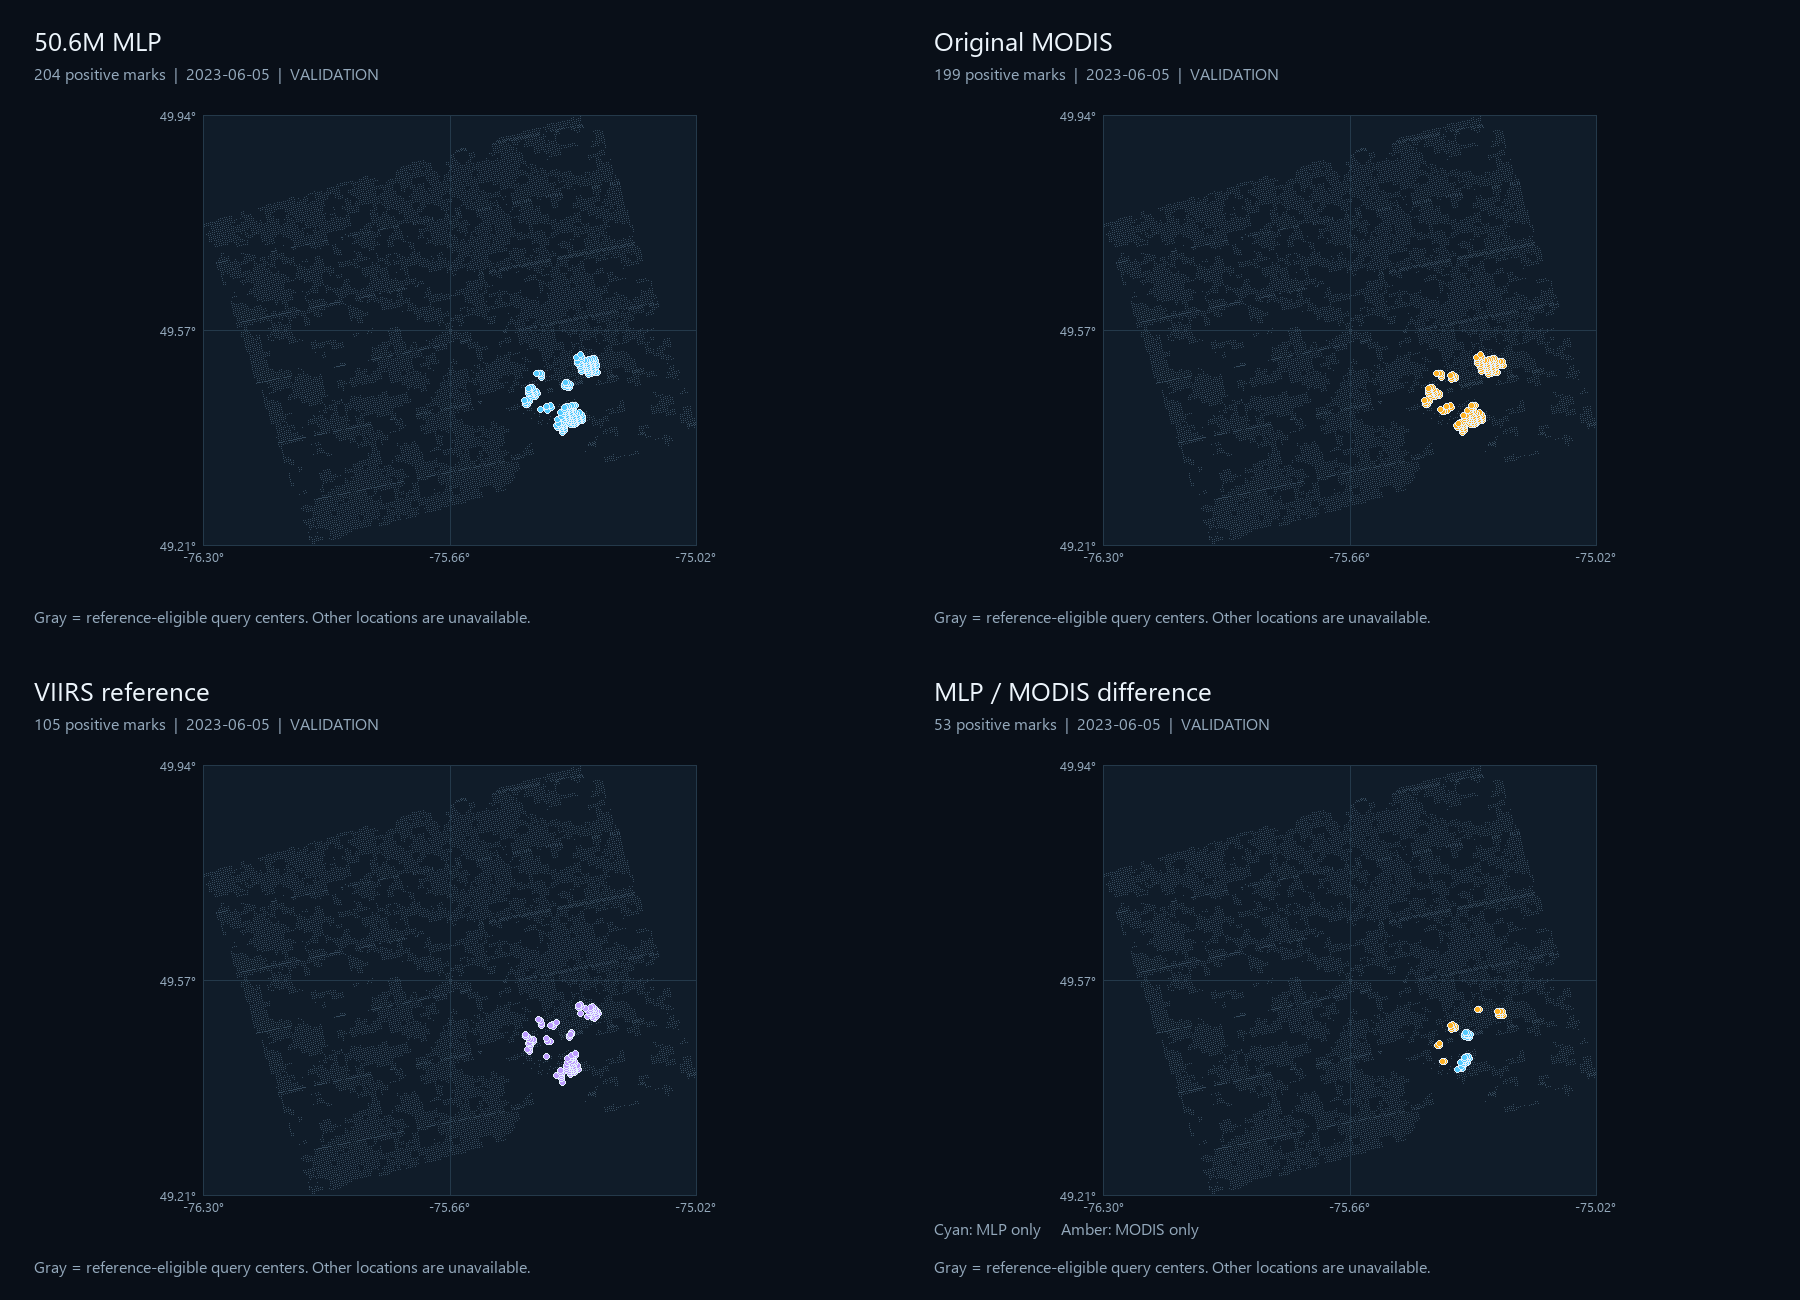 50.6M MLP
204 positive marks | 2023-06-05 | VALIDATION
49.94°
49.57°
49.21°
-76.30°
-75.66°
-75.02°
Gray = reference-eligible query centers. Other locations are unavailable.
Original MODIS
199 positive marks | 2023-06-05 | VALIDATION
49.94°
49.57°
49.21°
-76.30°
-75.66°
-75.02°
Gray = reference-eligible query centers. Other locations are unavailable.
VIIRS reference
105 positive marks | 2023-06-05 | VALIDATION
49.94°
49.57°
49.21°
-76.30°
-75.66°
-75.02°
Gray = reference-eligible query centers. Other locations are unavailable.
MLP / MODIS difference
53 positive marks | 2023-06-05 | VALIDATION
49.94°
49.57°
49.21°
-76.30°
-75.66°
-75.02°
Cyan: MLP only Amber: MODIS only
Gray = reference-eligible query centers. Other locations are unavailable.